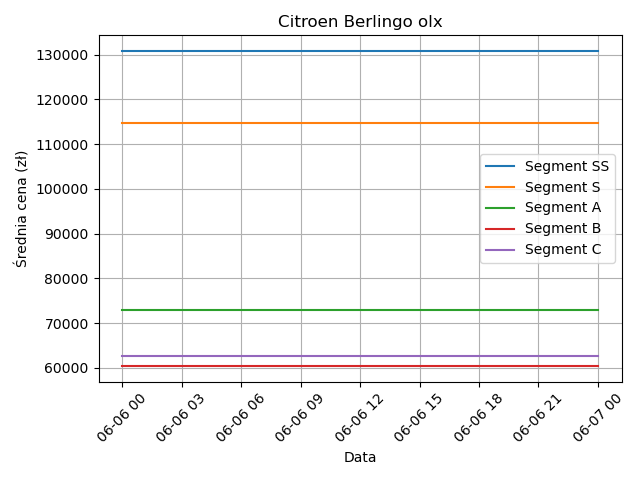 Citroen Berlingo olx
130000
120000
110000
100000
90000
80000
70000
60000
Średnia cena (zł)
Segment SS
Segment S
Segment A
Segment B
Segment C
06-06 00
06-06 03
06-06 06
06-06 09
06-06 12
06-06 15
06-06 18
06-06 21
06-07 00
Data